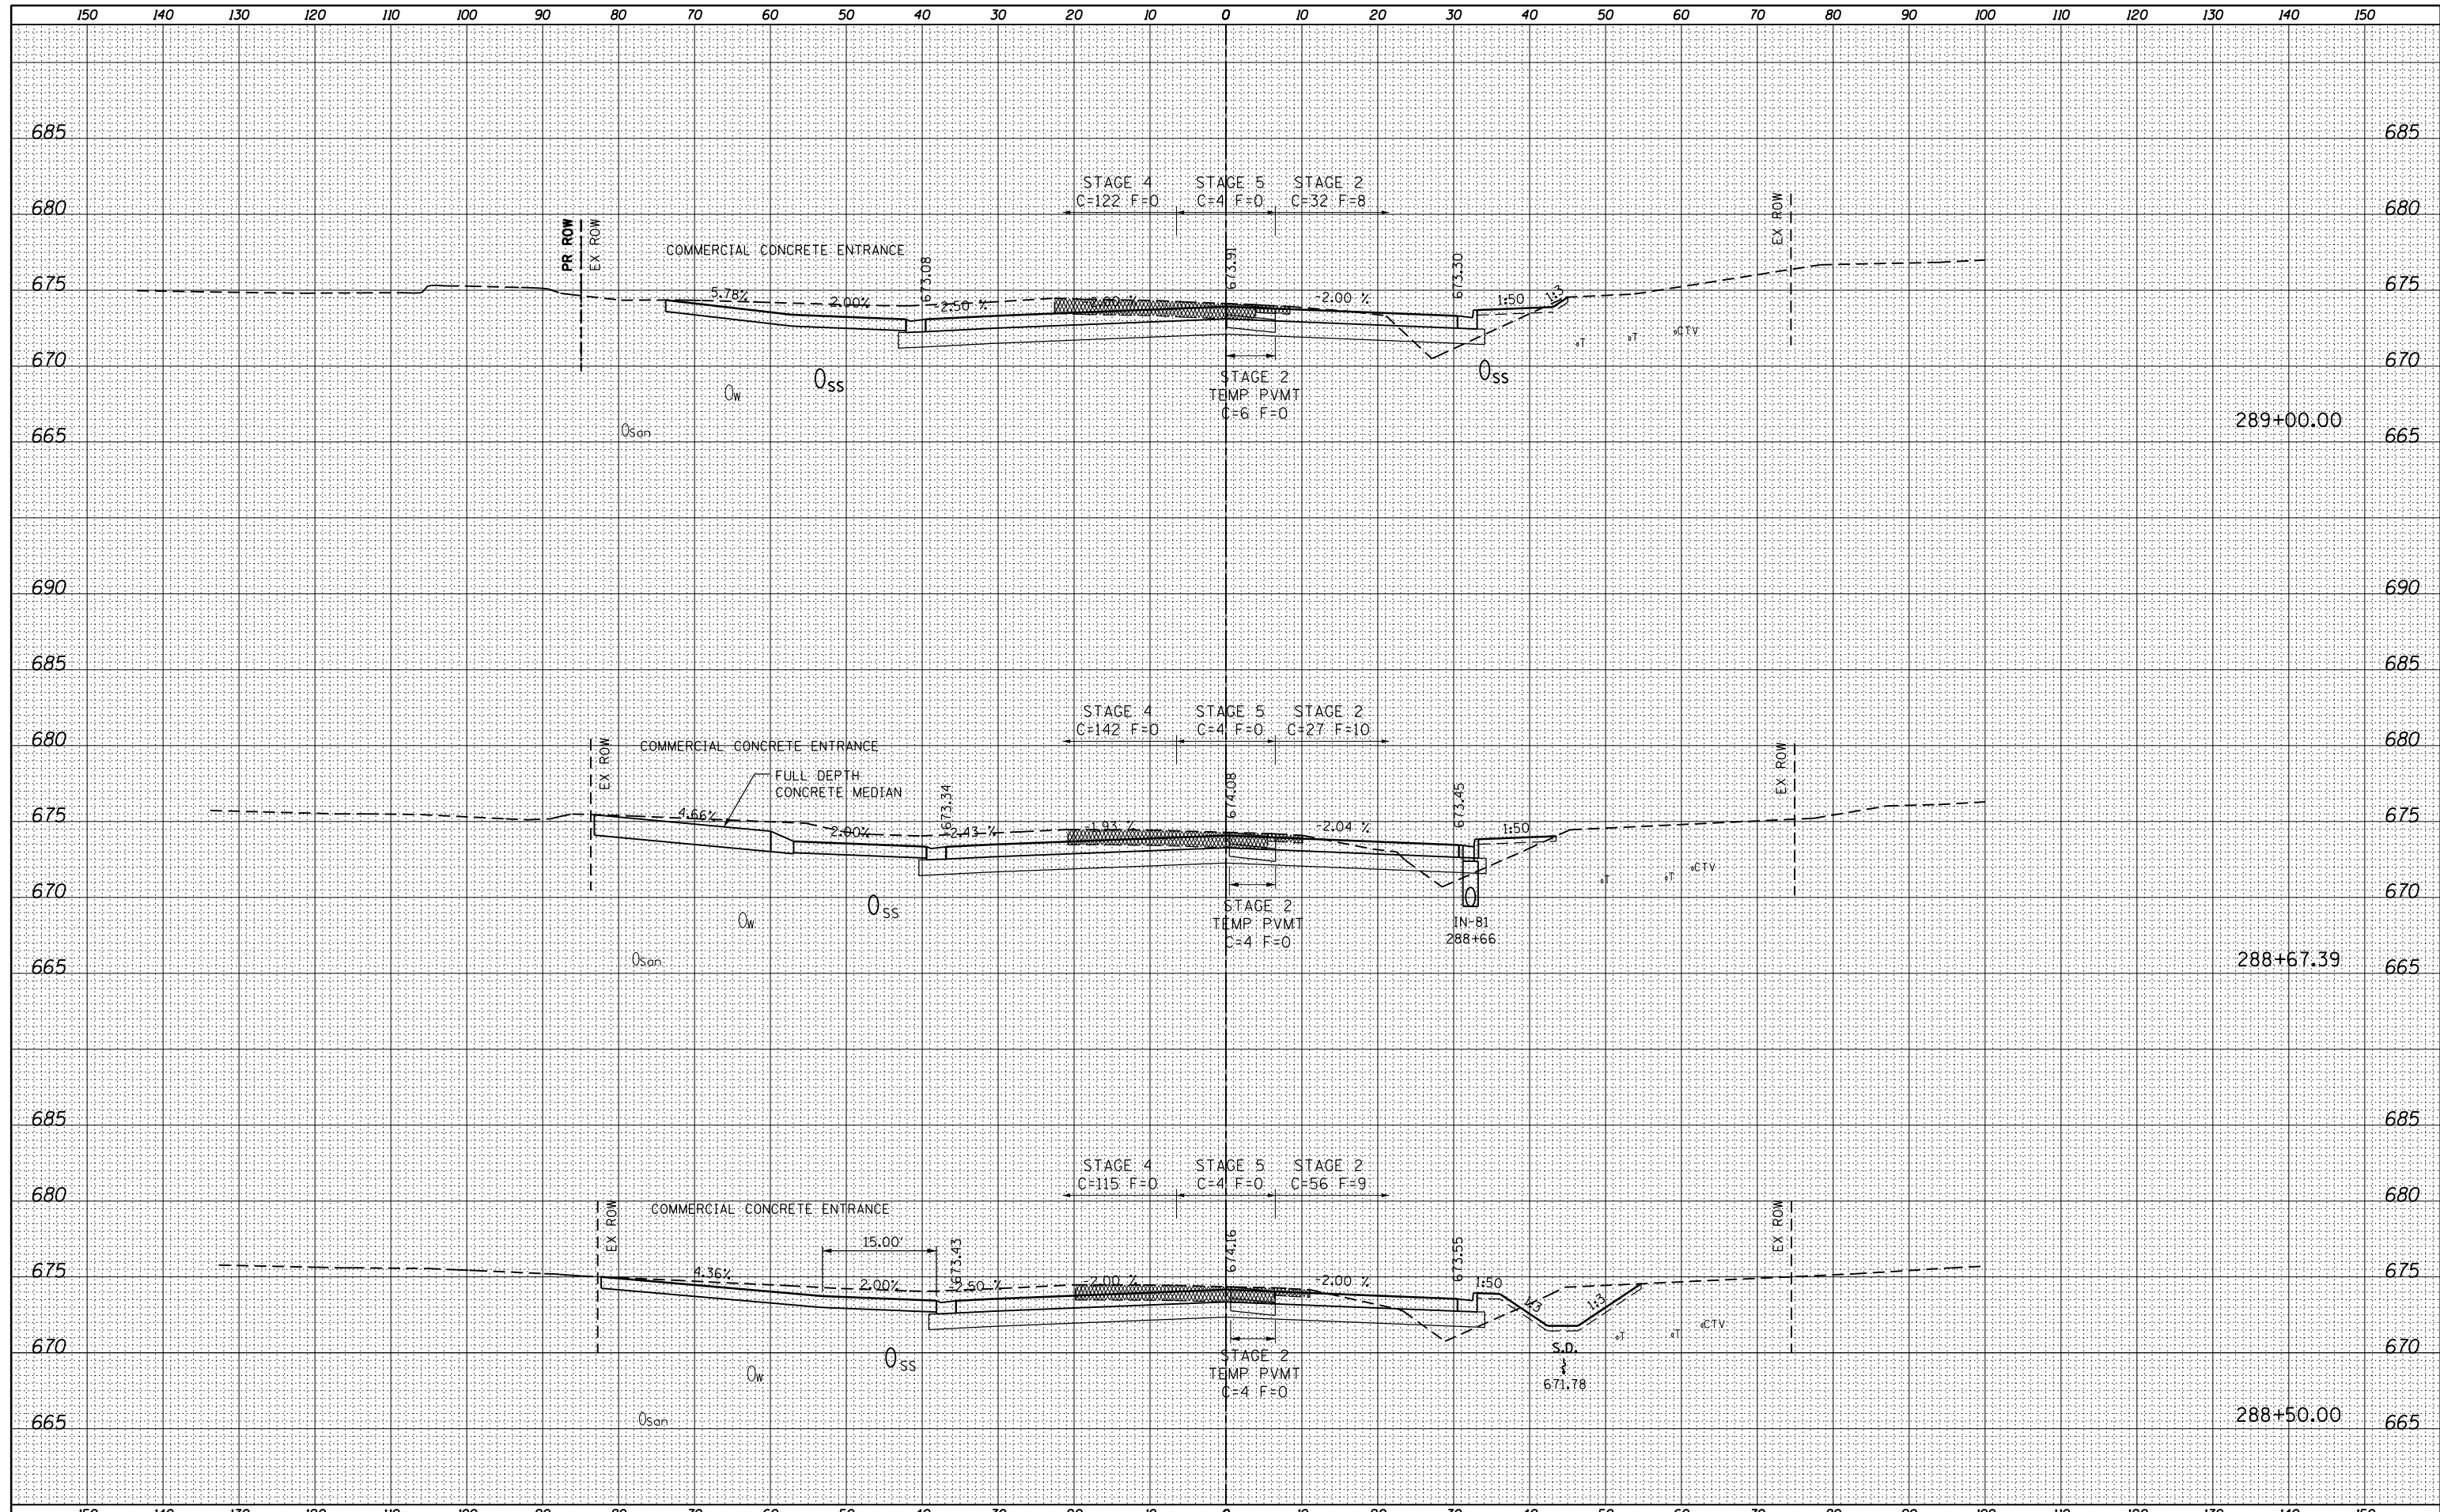 150 140 130 120 110 100 90 80 70 60 50 40 30 20 10 0 10 20 30 40 50 60 70 80 90 100 110 120 130 140 150
685 685
STAGE 4 STAGE 5 STAGE 2
C=122 F=0 C=4 F=0 C=32 F=8
680 680
PR ROW
EX ROW
EX ROW
COMMERCIAL CONCRETE ENTRANCE
673.08
673.91
673.30
675 675
5.78% 2.00% -2.50 % -2.00 % -2.00 % 1:50 1:3
T T CTV
670 670
W SS SS
STAGE 2
TEMP PVMT
C=6 F=0
San
289+00.00
665 665
690 690
685 685
STAGE 4 STAGE 5 STAGE 2
C=142 F=0 C=4 F=0 C=27 F=10
680 680
EX ROW
EX ROW
COMMERCIAL CONCRETE ENTRANCE
FULL DEPTH
CONCRETE MEDIAN
673.34
674.08
673.45
675 675
4.66% 2.00% -2.43 % -1.93 % -2.04 % 1:50
T T CTV
670 670
W SS
STAGE 2
TEMP PVMT
C=4 F=0
IN-81
288+66
San
288+67.39
665 665
685 685
STAGE 4 STAGE 5 STAGE 2
C=115 F=0 C=4 F=0 C=56 F=9
680 680
EX ROW
EX ROW
COMMERCIAL CONCRETE ENTRANCE
15.00'
673.43
674.16
673.55
675 675
4.36% 2.00% -2.50 % -2.00 % -2.00 % 1:50 1:3 1:3
T T CTV
670 670
W SS
STAGE 2
TEMP PVMT
C=4 F=0
S.D.
671.78
San
288+50.00
665 665